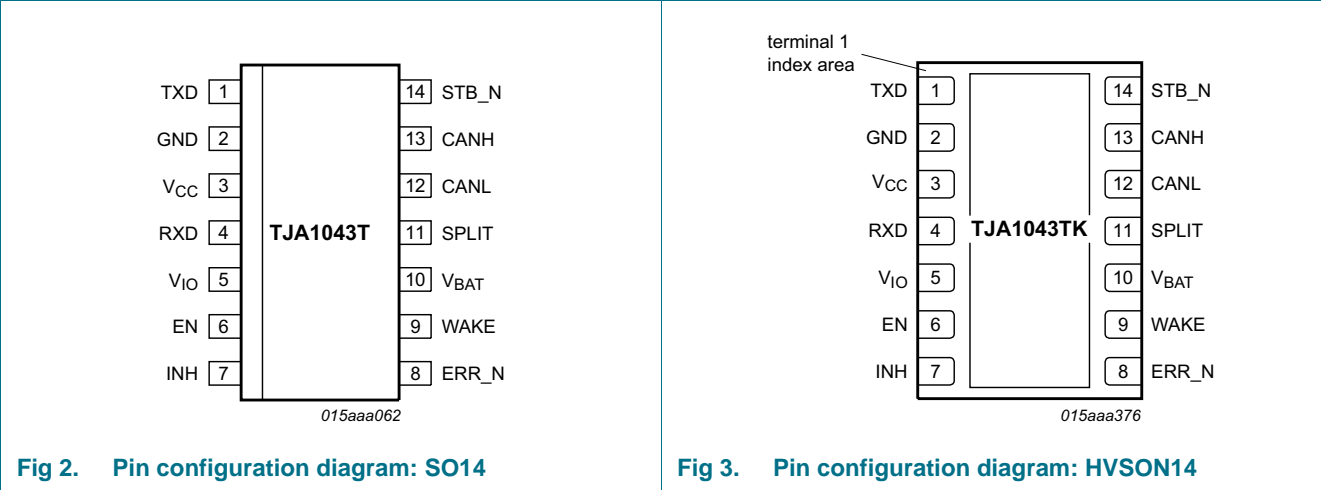 TXD 1 14 STB_N
GND 2 13 CANH
VCC 3 12 CANL
RXD 4 TJA1043T 11 SPLIT
VIO 5 10 VBAT
EN 6 9 WAKE
INH 7 8 ERR_N
015aaa062
Fig 2. Pin configuration diagram: SO14
terminal 1
index area
TXD 1 14 STB_N
GND 2 13 CANH
VCC 3 12 CANL
RXD 4 TJA1043TK 11 SPLIT
VIO 5 10 VBAT
EN 6 9 WAKE
INH 7 8 ERR_N
015aaa376
Fig 3. Pin configuration diagram: HVSON14